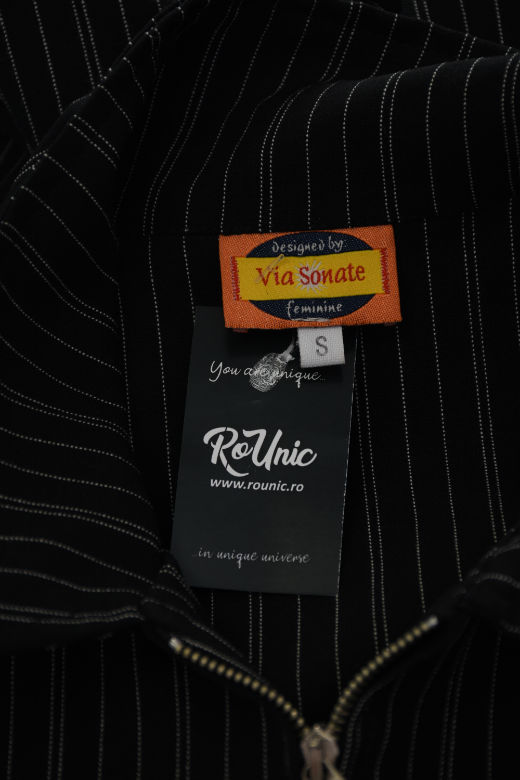 designed by:
Via Sonate
feminine
S
You are unique...
RoUnic
www.rounic.ro
...in unique universe